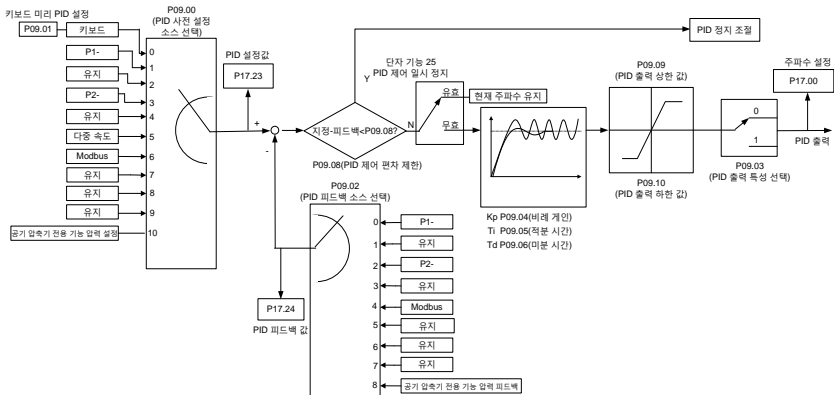 키보드 미리 PID 설정
P09.01
키보드
P1-
유지
P2-
유지
다중 속도
Modbus
유지
유지
유지
공기 압축기 전용 기능 압력 설정
P09.00
(PID 사전 설정
소스 선택)
0
1
2
3
4
5
6
7
8
9
10
PID 설정값
P17.23
+
-
지정-피드백<P09.08?
Y
N
P09.08(PID 제어 편차 제한)
PID 정지 조절
단자 기능 25
PID 제어 일시 정지
유효
무효
현재 주파수 유지
Kp P09.04(비례 게인)
Ti P09.05(적분 시간)
Td P09.06(미분 시간)
P09.09
(PID 출력 상한 값)
P09.10
(PID 출력 하한 값)
0
1
P09.03
(PID 출력 특성 선택)
주파수 설정
P17.00
PID 출력
P09.02
(PID 피드백 소스 선택)
0
P1-
1
유지
2
P2-
3
유지
4
Modbus
5
유지
6
유지
7
유지
8
공기 압축기 전용 기능 압력 피드백
P17.24
PID 피드백 값